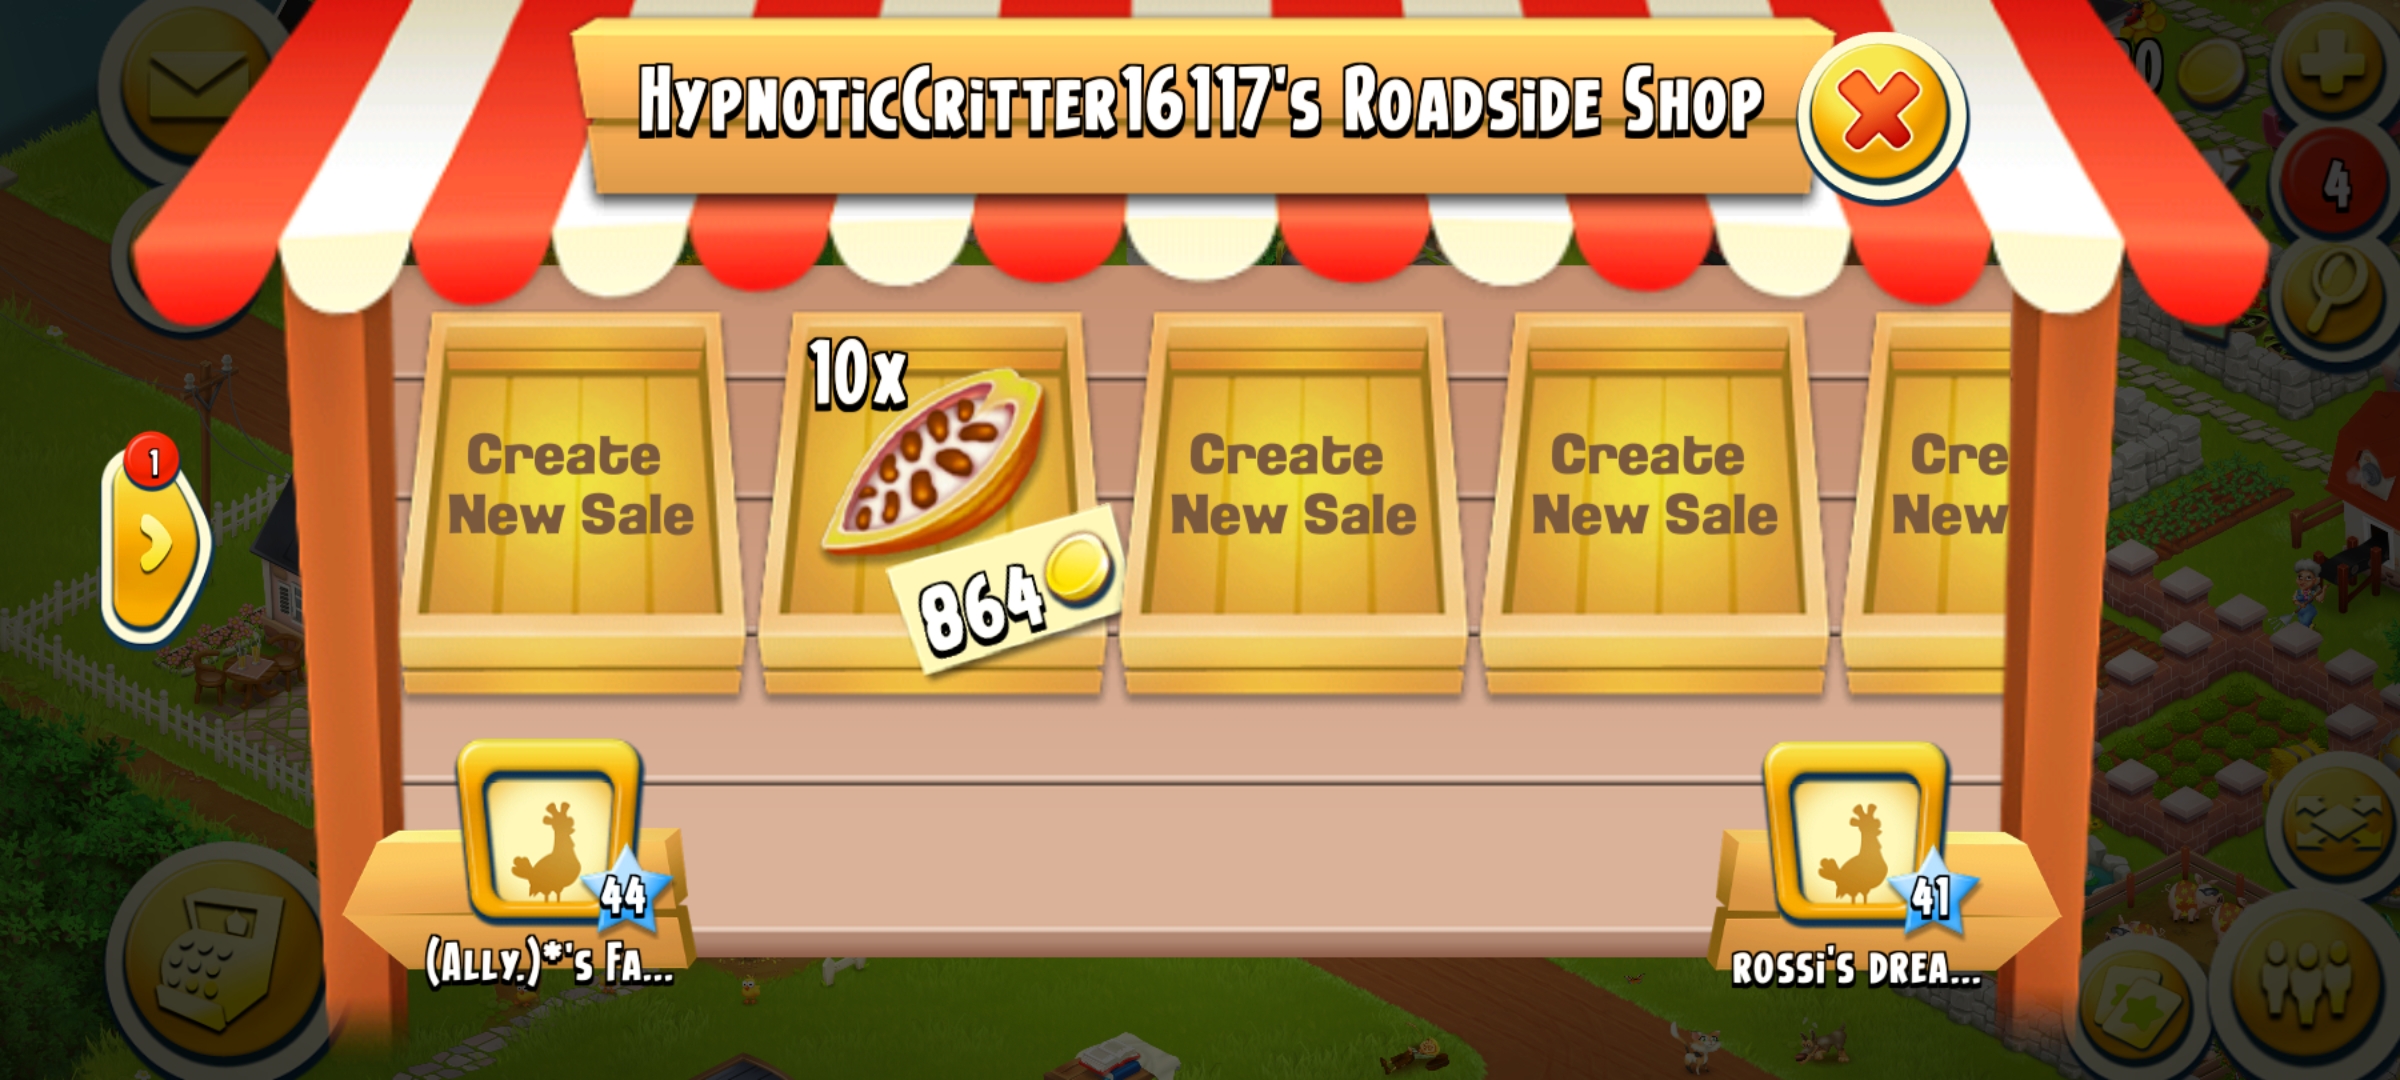 HYPNOTICCRITTER16117'S ROADSIDE SHOP
4
1
Create
New Sale
10x
864
Create
New Sale
Create
New Sale
Cre
New
44
(ALLY.)*'S FA...
41
ROSSI'S DREA...